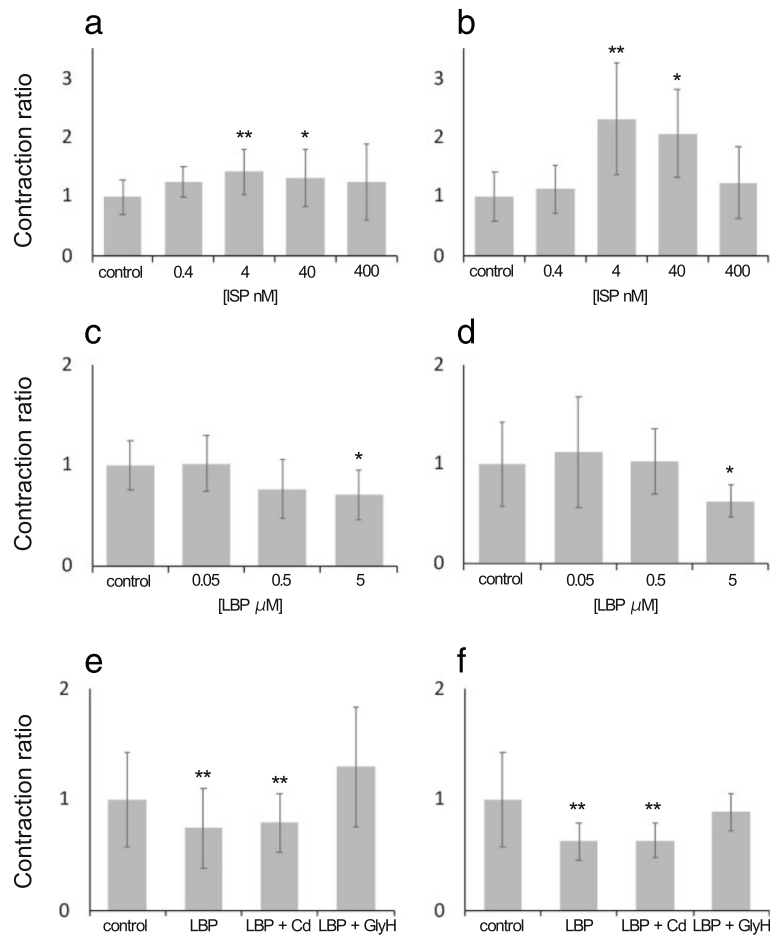 a
b
Contraction ratio
3
2
1
0
** *
control 0.4 4 40 400
[ISP nM]
3
2
1
0
** *
control 0.4 4 40 400
[ISP nM]
c
d
Contraction ratio
2
1
0
*
control 0.05 0.5 5
[LBP μM]
2
1
0
*
control 0.05 0.5 5
[LBP μM]
e
f
Contraction ratio
2
1
0
** **
control LBP LBP + Cd LBP + GlyH
2
1
0
** **
control LBP LBP + Cd LBP + GlyH